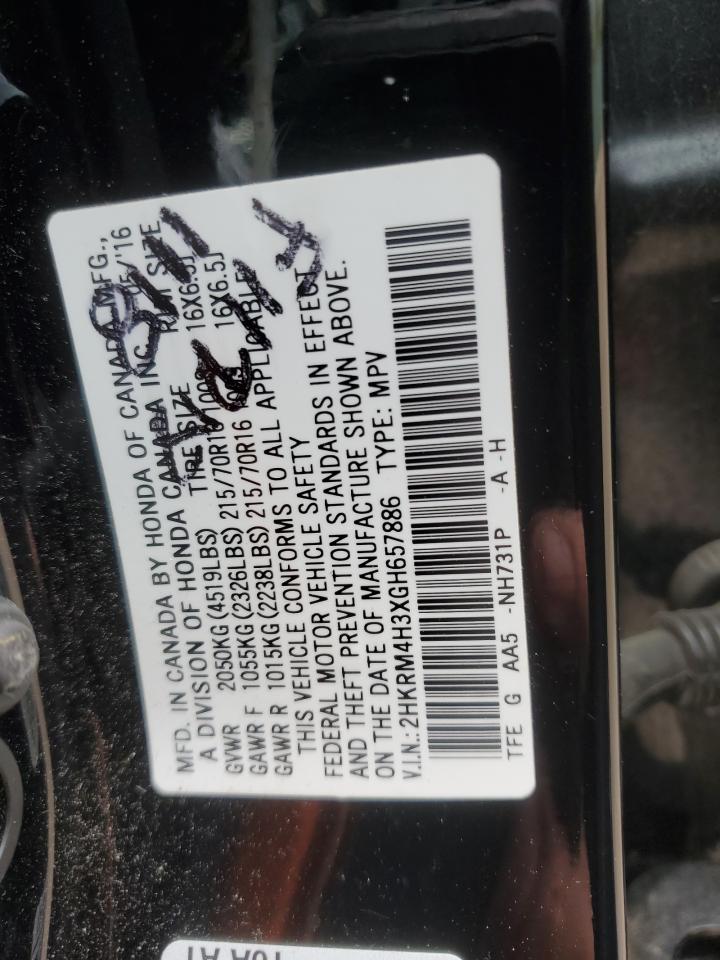 MFD. IN CANADA BY HONDA OF CANADA MFG.,
A DIVISION OF HONDA CANADA INC. '16
GVWR 2050KG (4519LBS) TIRE SIZE RIM SIZE
GAWR F 1055KG (2326LBS) 215/70R16 16X6.5J
GAWR R 1015KG (2238LBS) 215/70R16 16X6.5J
THIS VEHICLE CONFORMS TO ALL APPLICABLE
FEDERAL MOTOR VEHICLE SAFETY
AND THEFT PREVENTION STANDARDS IN EFFECT
ON THE DATE OF MANUFACTURE SHOWN ABOVE.
V.I.N.: 2HKRM4H3XGH657886 TYPE: MPV
TFE G AA5 -NH731P -A -H